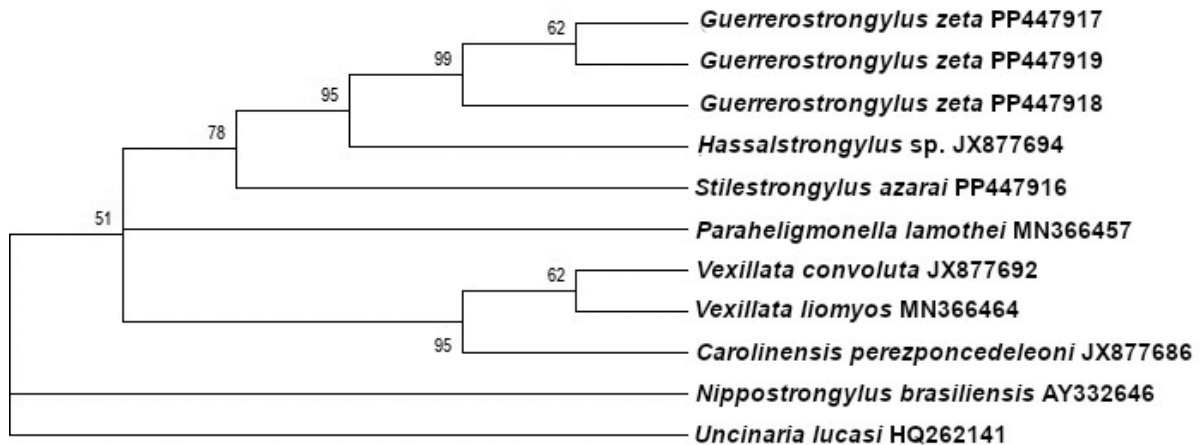 62 Guerrerostrongylus zeta PP447917
99 Guerrerostrongylus zeta PP447919
95 Guerrerostrongylus zeta PP447918
78 Hassalstrongylus sp. JX877694
Stilestrongylus azarai PP447916
51 Paraheligmonella lamothei MN366457
62 Vexillata convoluta JX877692
Vexillata liomyos MN366464
95 Carolinensis perezponcedeleoni JX877686
Nippostrongylus brasiliensis AY332646
Uncinaria lucasi HQ262141